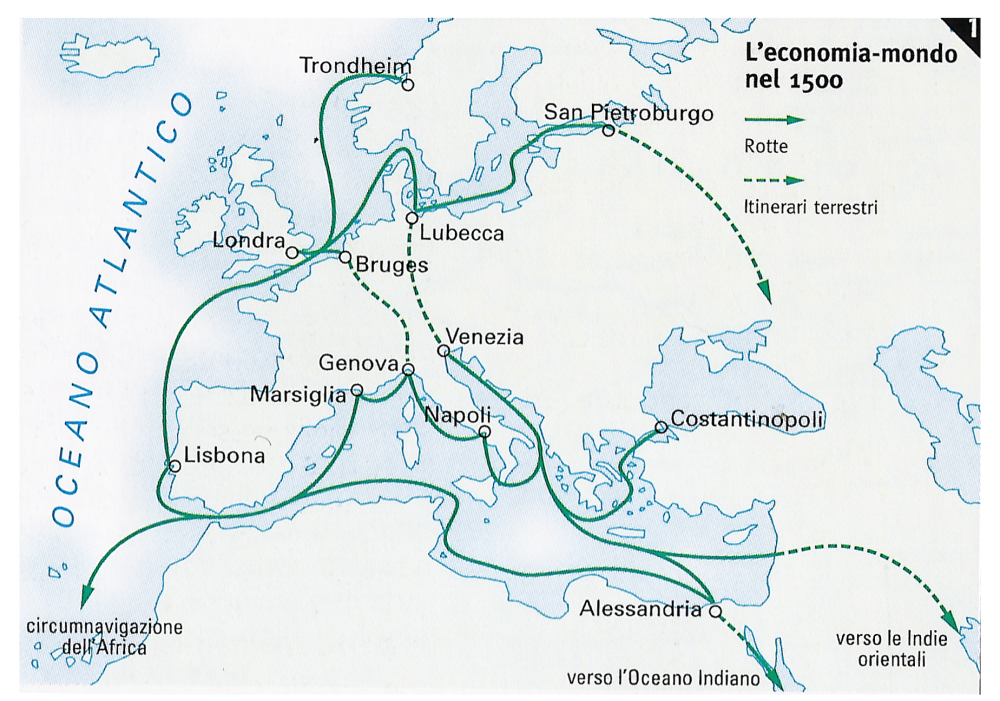 1
L'economia-mondo
nel 1500
Rotte
Itinerari terrestri
OCEANO ATLANTICO
Trondheim
San Pietroburgo
Londra
Lubecca
Bruges
Venezia
Genova
Marsiglia
Napoli
Costantinopoli
Lisbona
Alessandria
circumnavigazione
dell'Africa
verso le Indie
orientali
verso l'Oceano Indiano